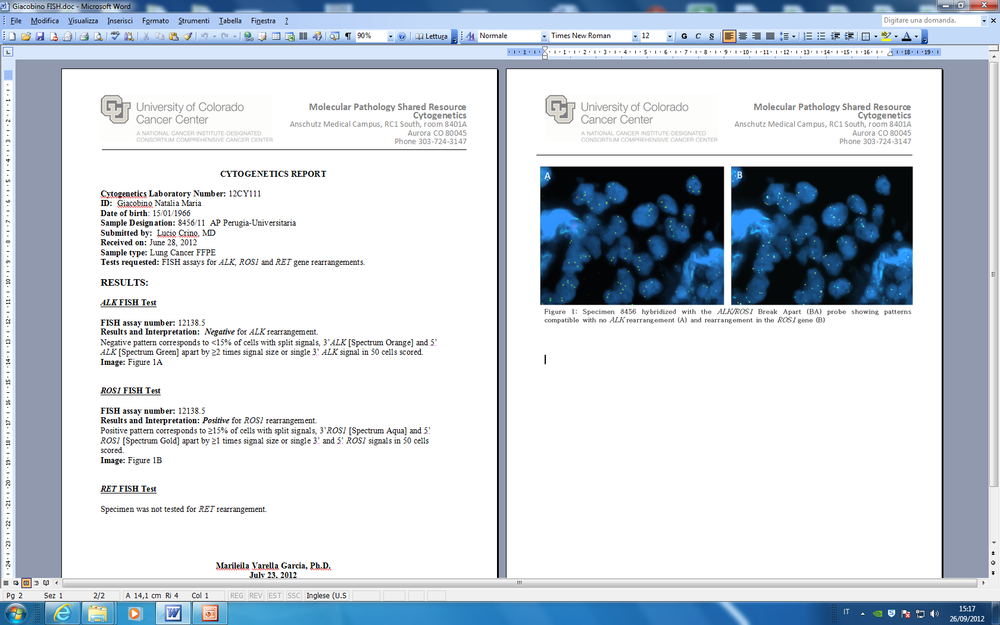 Giacobino FISH.doc - Microsoft Word
File Modifica Visualizza Inserisci Formato Strumenti Tabella Finestra ?
Digitare una domanda.
90% Lettura Normale Times New Roman 12 G C S
University of Colorado
Cancer Center
A NATIONAL CANCER INSTITUTE-DESIGNATED
CONSORTIUM COMPREHENSIVE CANCER CENTER
Molecular Pathology Shared Resource
Cytogenetics
Anschutz Medical Campus, RC1 South, room 8401A
Aurora CO 80045
Phone 303-724-3147
CYTOGENETICS REPORT
Cytogenetics Laboratory Number: 12CY111
ID: Giacobino Natalia Maria
Date of birth: 15/01/1966
Sample Designation: 8456/11 AP Perugia-Universitaria
Submitted by: Lucio Crino, MD
Received on: June 28, 2012
Sample type: Lung Cancer FFPE
Tests requested: FISH assays for ALK, ROS1 and RET gene rearrangements.
RESULTS:
ALK FISH Test
FISH assay number: 12138.5
Results and Interpretation: Negative for ALK rearrangement.
Negative pattern corresponds to <15% of cells with split signals, 3’ALK [Spectrum Orange] and 5’
ALK [Spectrum Green] apart by ≥2 times signal size or single 3’ ALK signal in 50 cells scored.
Image: Figure 1A
ROS1 FISH Test
FISH assay number: 12138.5
Results and Interpretation: Positive for ROS1 rearrangement.
Positive pattern corresponds to ≥15% of cells with split signals, 3’ROS1 [Spectrum Aqua] and 5’
ROS1 [Spectrum Gold] apart by ≥1 times signal size or single 3’ and 5’ ROS1 signals in 50 cells
scored.
Image: Figure 1B
RET FISH Test
Specimen was not tested for RET rearrangement.
Marileila Varella Garcia, Ph.D.
July 23, 2012
University of Colorado
Cancer Center
A NATIONAL CANCER INSTITUTE-DESIGNATED
CONSORTIUM COMPREHENSIVE CANCER CENTER
Molecular Pathology Shared Resource
Cytogenetics
Anschutz Medical Campus, RC1 South, room 8401A
Aurora CO 80045
Phone 303-724-3147
A
B
Figure 1: Specimen 8456 hybridized with the ALK/ROS1 Break Apart (BA) probe showing patterns
compatible with no ALK rearrangement (A) and rearrangement in the ROS1 gene (B)
Pg 2 Sez 1 2/2 A 14,1 cm Ri 4 Col 1 REG REV EST SSC Inglese (U.S
IT
15:17
26/09/2012